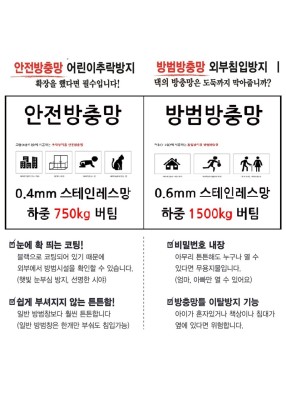 안전방충망 어린이추락방지
확장을 했다면 필수입니다!
방범방충망 외부침입방지
댁의 방충망은 도둑까지 막아줍니까?
안전방충망
0.4mm 스테인레스망
하중 750kg 버팀
방범방충망
0.6mm 스테인레스망
하중 1500kg 버팀
눈에 확 띄는 코팅!
블랙으로 코팅되어 있기 때문에
외부에서 방범시설을 확인할 수 있습니다.
(햇빛 눈부심 방지, 선명한 시야)
쉽게 부셔지지 않는 튼튼함!
일반 방범창보다 훨씬 튼튼합니다
(일반 방범창은 한개만 부숴도 침입가능)
비밀번호 내장
아무리 튼튼해도 누구나 열 수
있다면 무용지물입니다.
(엄마, 아빠만 열 수 있어요)
방충망틀 이탈방지 기능
아이가 혼자있거나 책상이나 침대가
옆에 있다면 위험합니다.